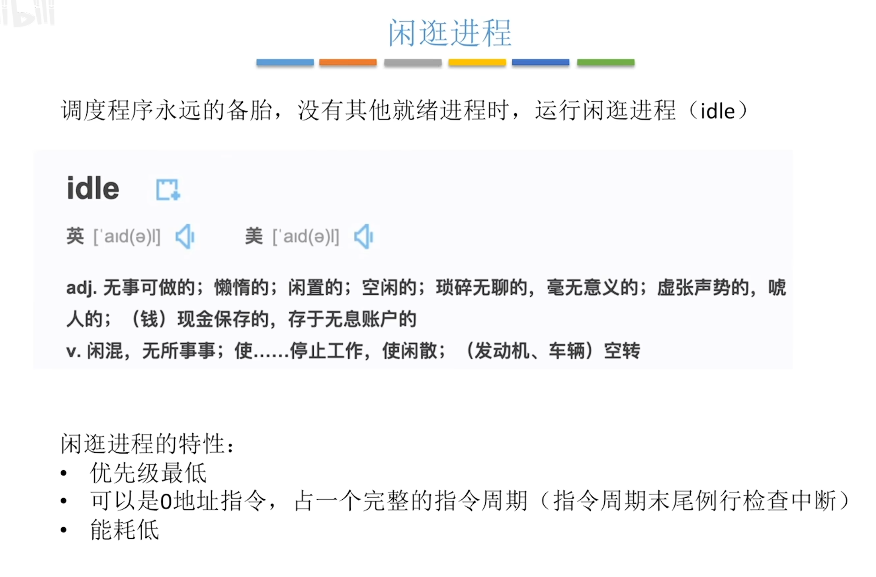 闲逛进程
调度程序永远的备胎，没有其他就绪进程时，运行闲逛进程（idle）
idle
英 [ˈaɪd(ə)l] 美 [ˈaɪd(ə)l]
adj. 无事可做的；懒惰的；闲置的；空闲的；琐碎无聊的，毫无意义的；虚张声势的，唬
人的；（钱）现金保存的，存于无息账户的
v. 闲混，无所事事；使……停止工作，使闲散；（发动机、车辆）空转
闲逛进程的特性：
• 优先级最低
• 可以是0地址指令，占一个完整的指令周期（指令周期末尾例行检查中断）
• 能耗低